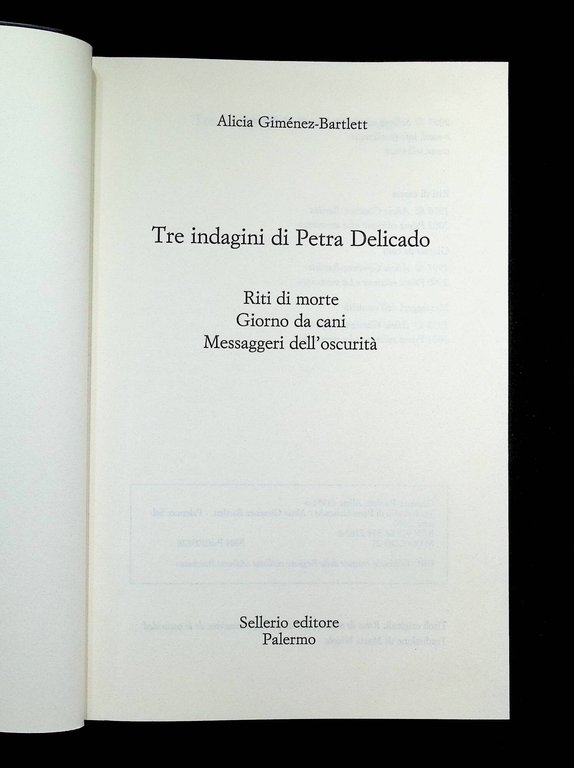 Alicia Giménez-Bartlett
Tre indagini di Petra Delicado
Riti di morte
Giorno da cani
Messaggeri dell'oscurità
Sellerio editore
Palermo